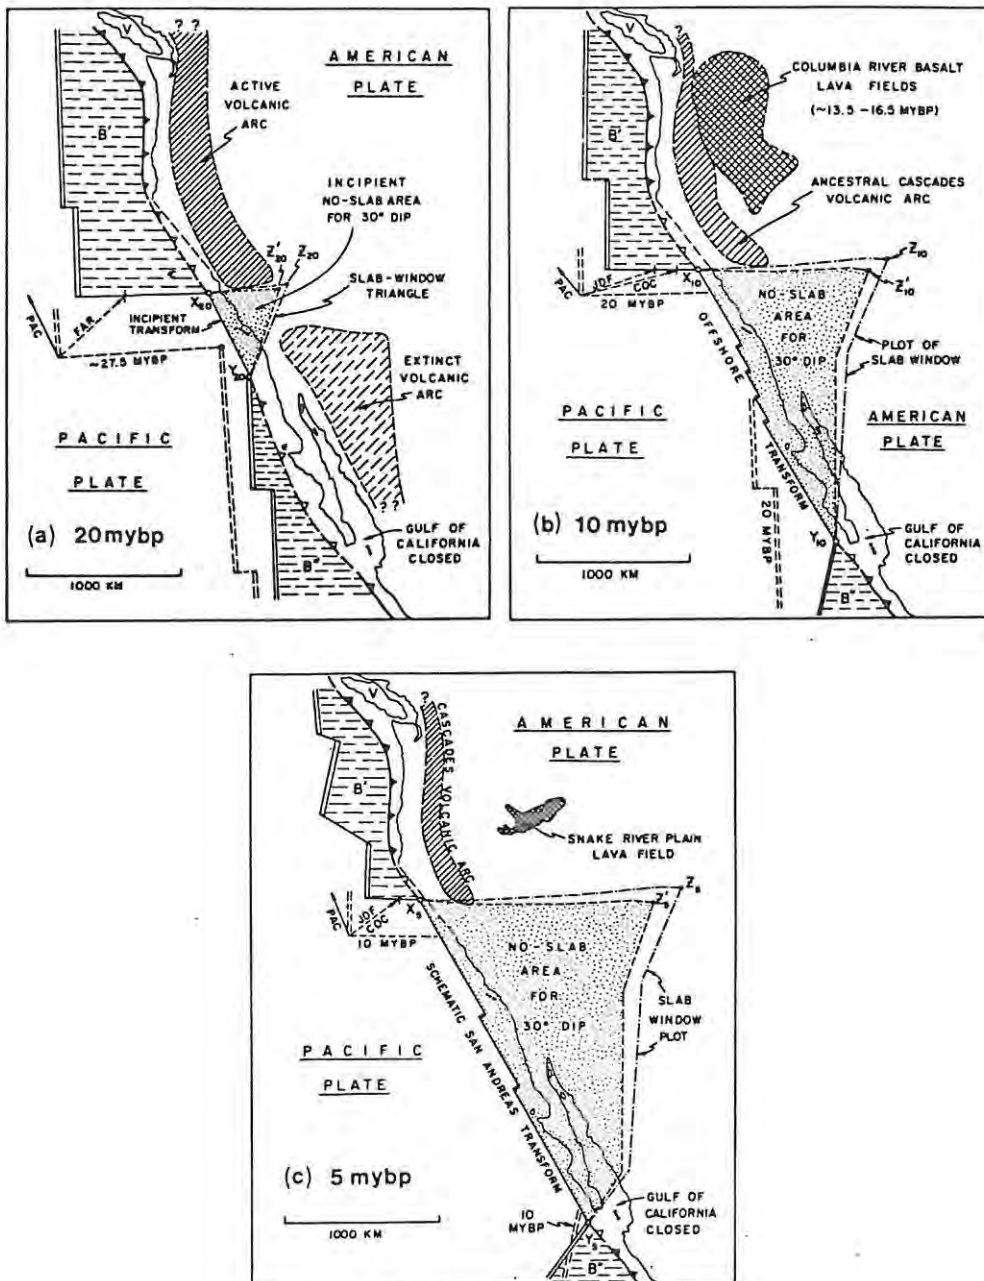 V
? ?
AMERICAN
PLATE
ACTIVE
VOLCANIC
ARC
B'
INCIPIENT
NO-SLAB AREA
FOR 30° DIP
Z'20
Z20
X20
SLAB-WINDOW
TRIANGLE
INCIPIENT
TRANSFORM
PAC
FAR
~27.5 MYBP
Y20
EXTINCT
VOLCANIC
ARC
PACIFIC
PLATE
? ?
(a) 20 mybp
GULF OF
CALIFORNIA
CLOSED
B"
1000 KM
V
? ?
COLUMBIA RIVER BASALT
LAVA FIELDS
(~13.5 – 16.5 MYBP)
B'
ANCESTRAL CASCADES
VOLCANIC ARC
Z10
PAC
JDF
COC
X10
Z'10
20 MYBP
NO-SLAB
AREA
FOR
30° DIP
OFFSHORE
TRANSFORM
PLOT OF
SLAB WINDOW
PACIFIC
PLATE
AMERICAN
PLATE
20 MYBP
(b) 10 mybp
Y10
GULF OF
CALIFORNIA
CLOSED
1000 KM
B"
V
?
CASCADES VOLCANIC ARC
AMERICAN
PLATE
B'
SNAKE RIVER PLAIN
LAVA FIELD
Z5
Z'5
PAC
JDF
COC
X5
10 MYBP
NO-SLAB
AREA
FOR
30° DIP
SCHEMATIC SAN ANDREAS TRANSFORM
SLAB
WINDOW
PLOT
PACIFIC
PLATE
(c) 5 mybp
10
MYBP
GULF OF
CALIFORNIA
CLOSED
1000 KM
Y5
B"